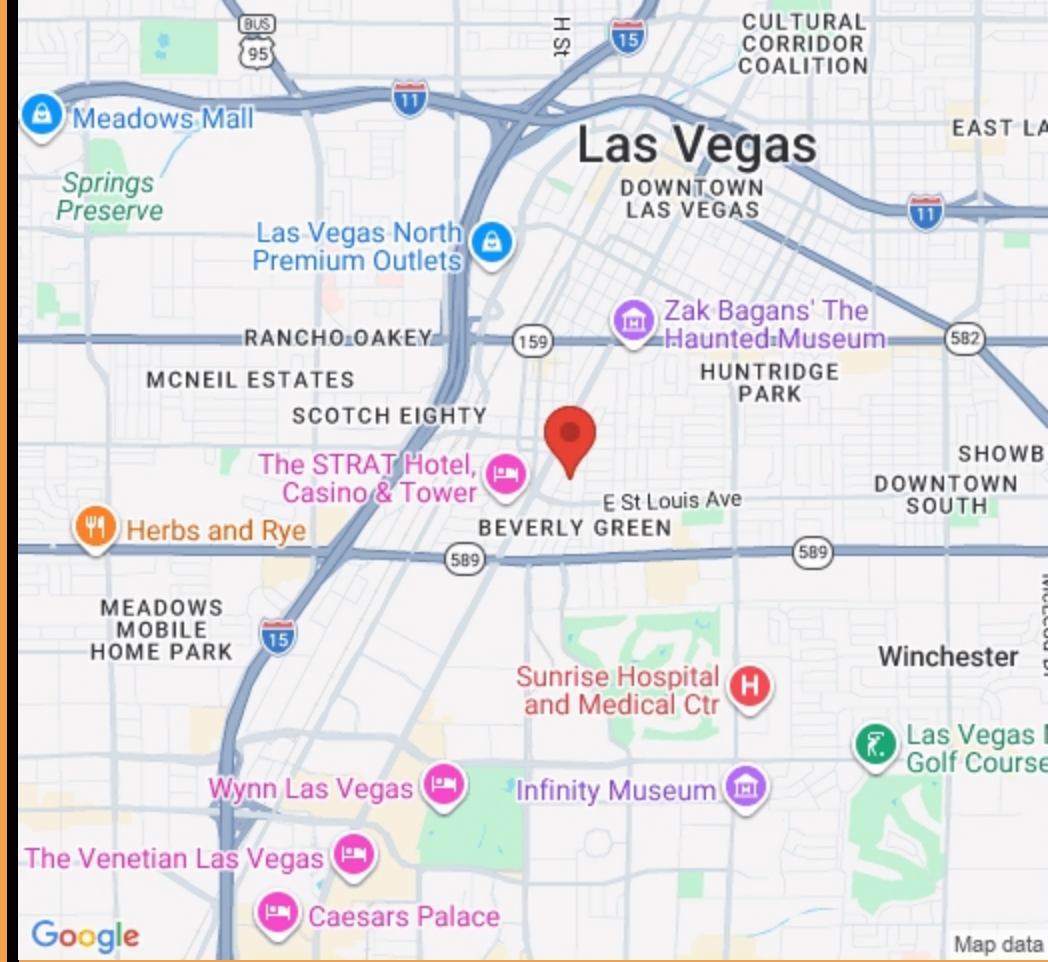 BUS
95
H St
15
CULTURAL
CORRIDOR
COALITION
11
Meadows Mall
Las Vegas
EAST LA
Springs
Preserve
DOWNTOWN
LAS VEGAS
11
Las Vegas North
Premium Outlets
Zak Bagans' The
Haunted Museum
RANCHO OAKEY
159
582
MCNEIL ESTATES
HUNTRIDGE
PARK
SCOTCH EIGHTY
SHOWB
The STRAT Hotel,
Casino & Tower
DOWNTOWN
SOUTH
E St Louis Ave
Herbs and Rye
BEVERLY GREEN
589
589
MEADOWS
MOBILE
HOME PARK
15
Winchester
Sunrise Hospital
and Medical Ctr
H
Las Vegas
Golf Course
Wynn Las Vegas
Infinity Museum
The Venetian Las Vegas
Caesars Palace
Google
Map data